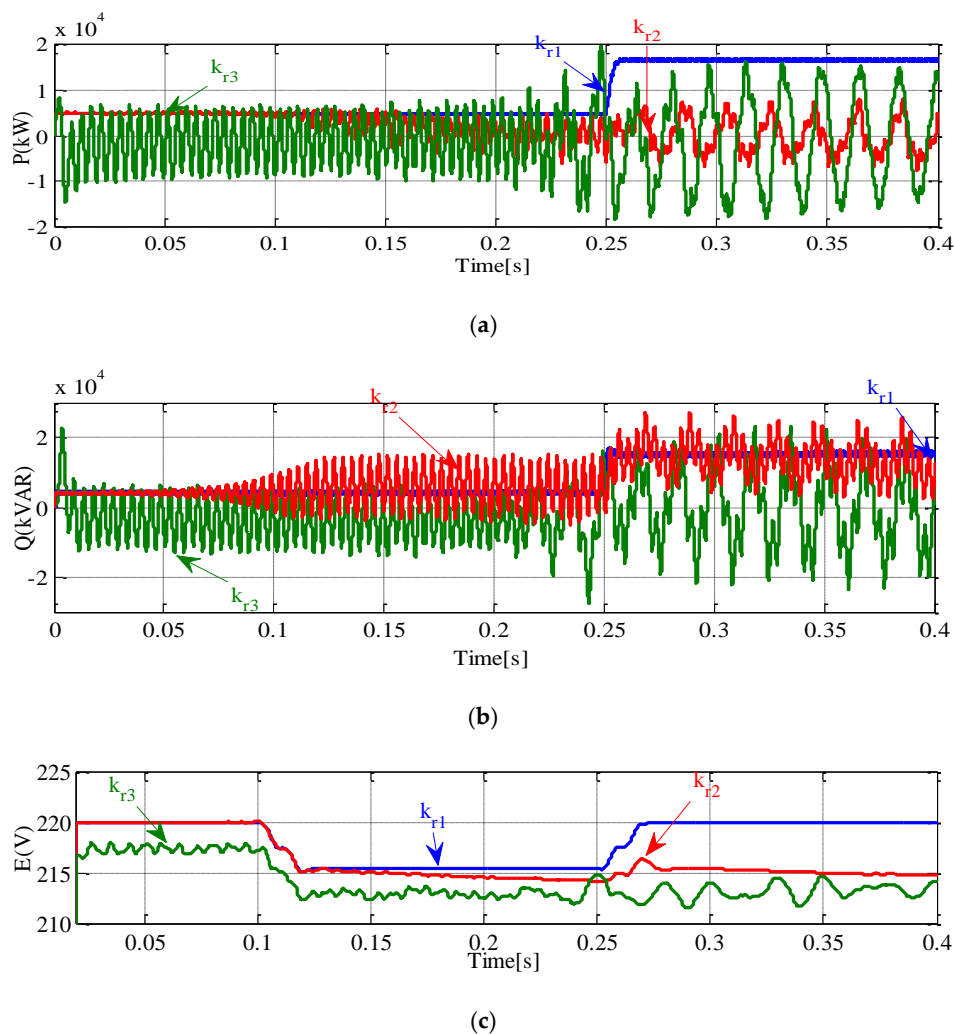 x 10⁴
k_r1
k_r2
k_r3
P(kW)
2
1
0
-1
-2
0 0.05 0.1 0.15 0.2 0.25 0.3 0.35 0.4
Time[s]
(a)
x 10⁴
k_r2
k_r1
Q(kVAR)
2
0
-2
k_r3
0 0.05 0.1 0.15 0.2 0.25 0.3 0.35 0.4
Time[s]
(b)
225
k_r3
k_r2
k_r1
E(V)
220
215
210
0.05 0.1 0.15 0.2 0.25 0.3 0.35 0.4
Time[s]
(c)